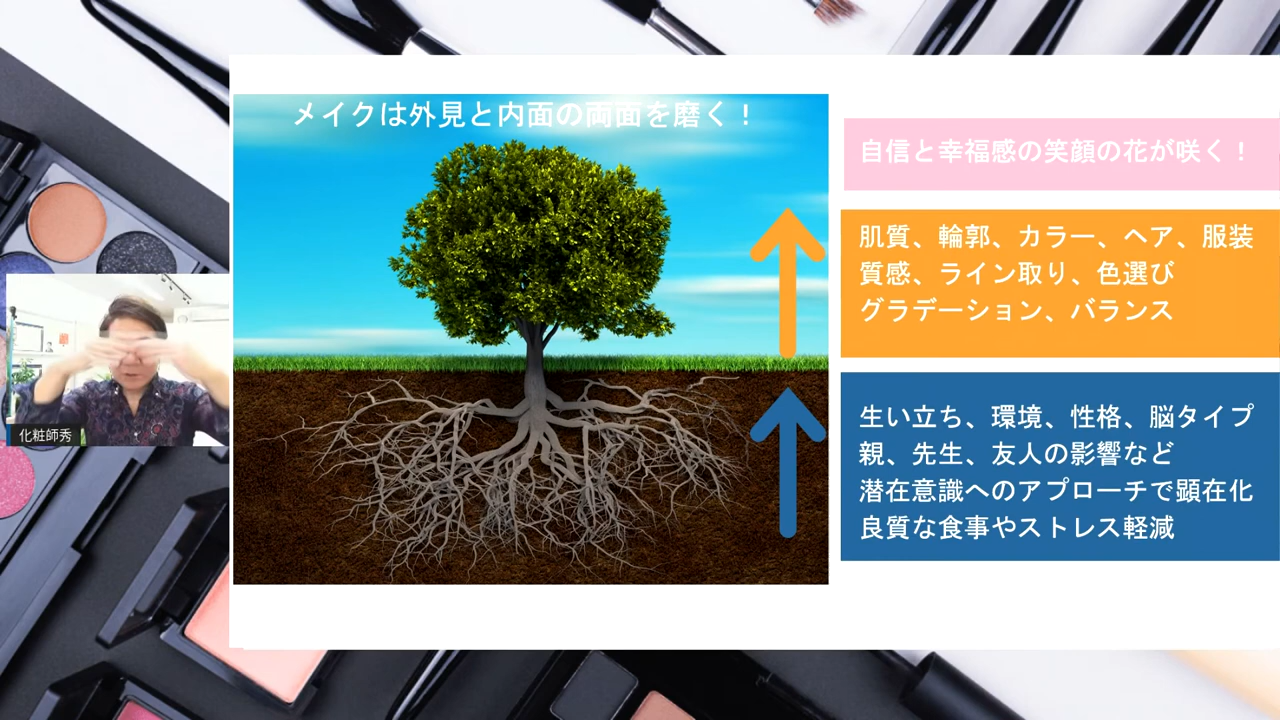 メイクは外見と内面の両面を磨く！
自信と幸福感の笑顔の花が咲く！
肌質、輪郭、カラー、ヘア、服装
質感、ライン取り、色選び
グラデーション、バランス
生い立ち、環境、性格、脳タイプ
親、先生、友人の影響など
潜在意識へのアプローチで顕在化
良質な食事やストレス軽減
化粧師秀